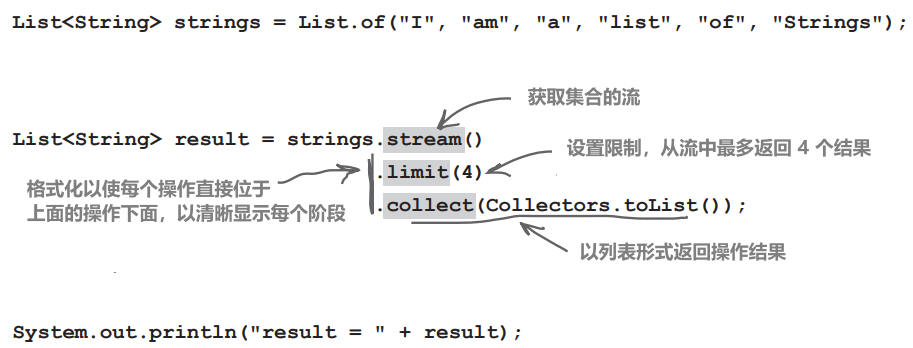 List<String> strings = List.of("I", "am", "a", "list", "of", "Strings");
获取集合的流
List<String> result = strings.stream()
设置限制，从流中最多返回 4 个结果
.limit(4)
格式化以使每个操作直接位于
上面的操作下面，以清晰显示每个阶段
.collect(Collectors.toList());
以列表形式返回操作结果
System.out.println("result = " + result);